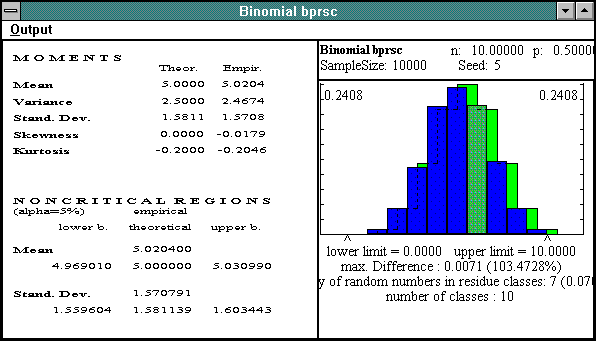 Binomial bprsc
Output
MOMENTS
Theor. Empir.
Mean 5.0000 5.0204
Variance 2.5000 2.4674
Stand. Dev. 1.5811 1.5708
Skewness 0.0000 -0.0179
Kurtosis -0.2000 -0.2046
NONCRITICAL REGIONS
(alpha=5%) empirical
lower b. theoretical upper b.
Mean 5.020400
4.969010 5.000000 5.030990
Stand. Dev. 1.570791
1.559604 1.581139 1.603443
Binomial bprsc n: 10.00000 p: 0.50000
SampleSize: 10000 Seed: 5
0.2408 0.2408
lower limit = 0.0000 upper limit = 10.0000
max. Difference : 0.0071 (103.4728%)
y of random numbers in residue classes: 7 (0.070
number of classes : 10